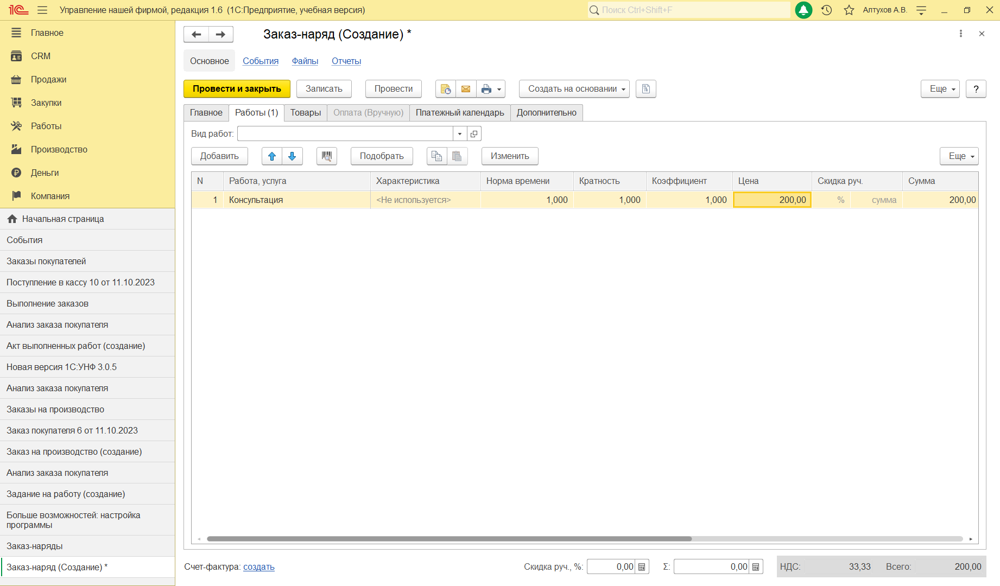 Управление нашей фирмой, редакция 1.6 (1С:Предприятие, учебная версия)
Поиск Ctrl+Shift+F
Алтухов А.В.
Главное
CRM
Продажи
Закупки
Работы
Производство
Деньги
Компания
Начальная страница
События
Заказы покупателей
Поступление в кассу 10 от 11.10.2023
Выполнение заказов
Анализ заказа покупателя
Акт выполненных работ (создание)
Новая версия 1С:УНФ 3.0.5
Анализ заказа покупателя
Заказы на производство
Заказ покупателя 6 от 11.10.2023
Заказ на производство (создание)
Анализ заказа покупателя
Задание на работу (создание)
Больше возможностей: настройка
программы
Заказ-наряды
Заказ-наряд (Создание) *
Заказ-наряд (Создание) *
Основное События Файлы Отчеты
Провести и закрыть Записать Провести Создать на основании Еще ?
Главное Работы (1) Товары Оплата (Вручную) Платежный календарь Дополнительно
Вид работ:
Добавить Подобрать Изменить Еще
N Работа, услуга Характеристика Норма времени Кратность Коэффициент Цена Скидка руч. Сумма
1 Консультация <Не используется> 1,000 1,000 1,000 200,00 % сумма 200,00
Счет-фактура: создать Скидка руч., %: 0,00 Σ: 0,00 НДС: 33,33 Всего: 200,00